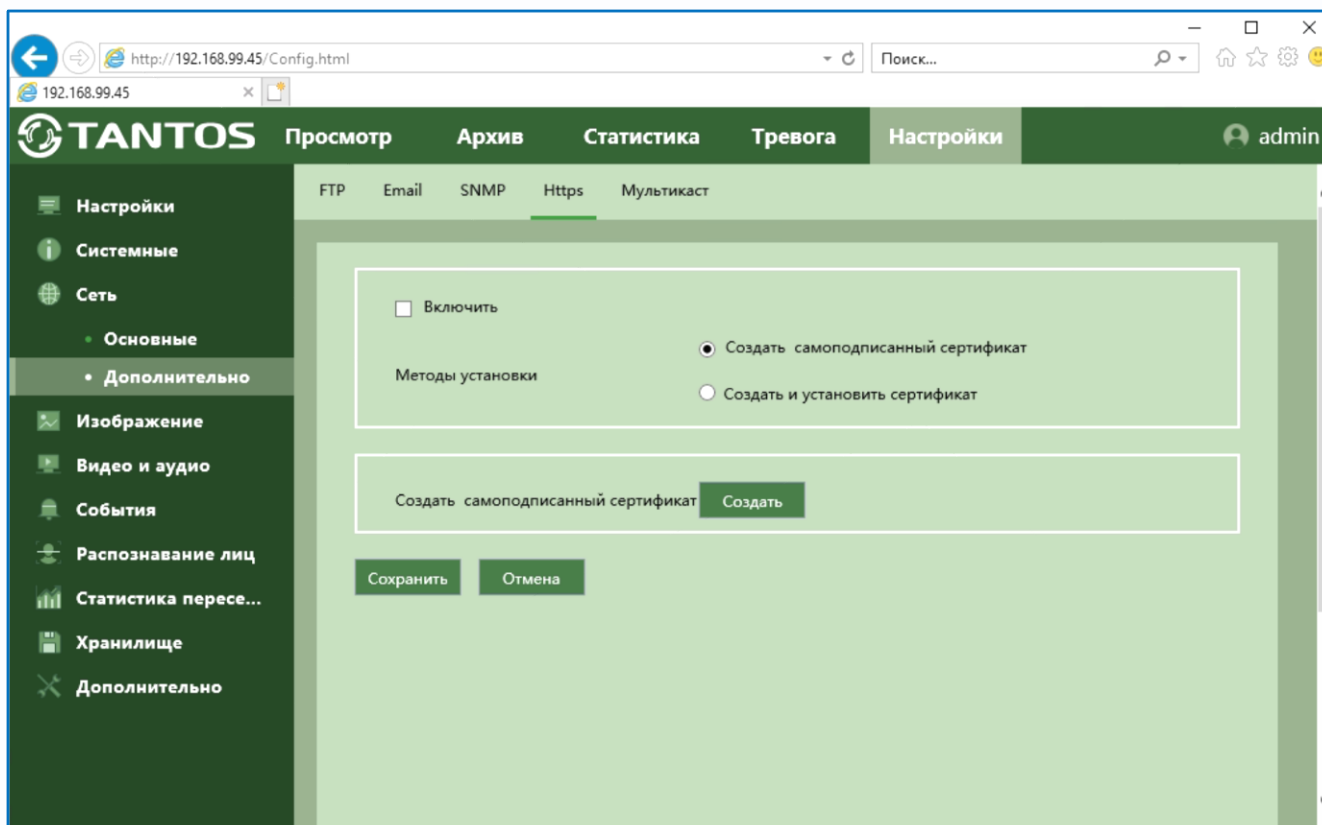 http://192.168.99.45/Config.html
Поиск...
192.168.99.45
TANTOS Просмотр Архив Статистика Тревога Настройки admin
FTP Email SNMP Https Мультикаст
Настройки
Системные
Сеть
Основные
Дополнительно
Изображение
Видео и аудио
События
Распознавание лиц
Статистика пересе...
Хранилище
Дополнительно
Включить
Методы установки
Создать самоподписанный сертификат
Создать и установить сертификат
Создать самоподписанный сертификат Создать
Сохранить Отмена